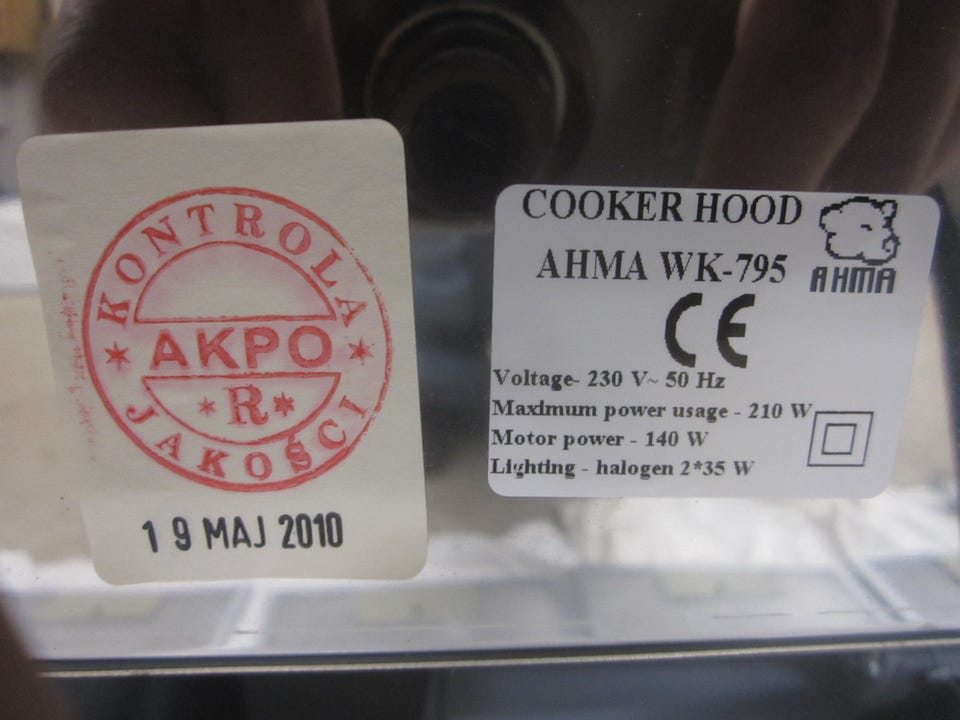 KONTROLA
AKPO
* R *
* JAKOŚCI *
19 MAJ 2010
COOKER HOOD
AHMA WK-795
AHMA
CE
Voltage- 230 V~ 50 Hz
Maximum power usage - 210 W
Motor power - 140 W
Lighting - halogen 2*35 W